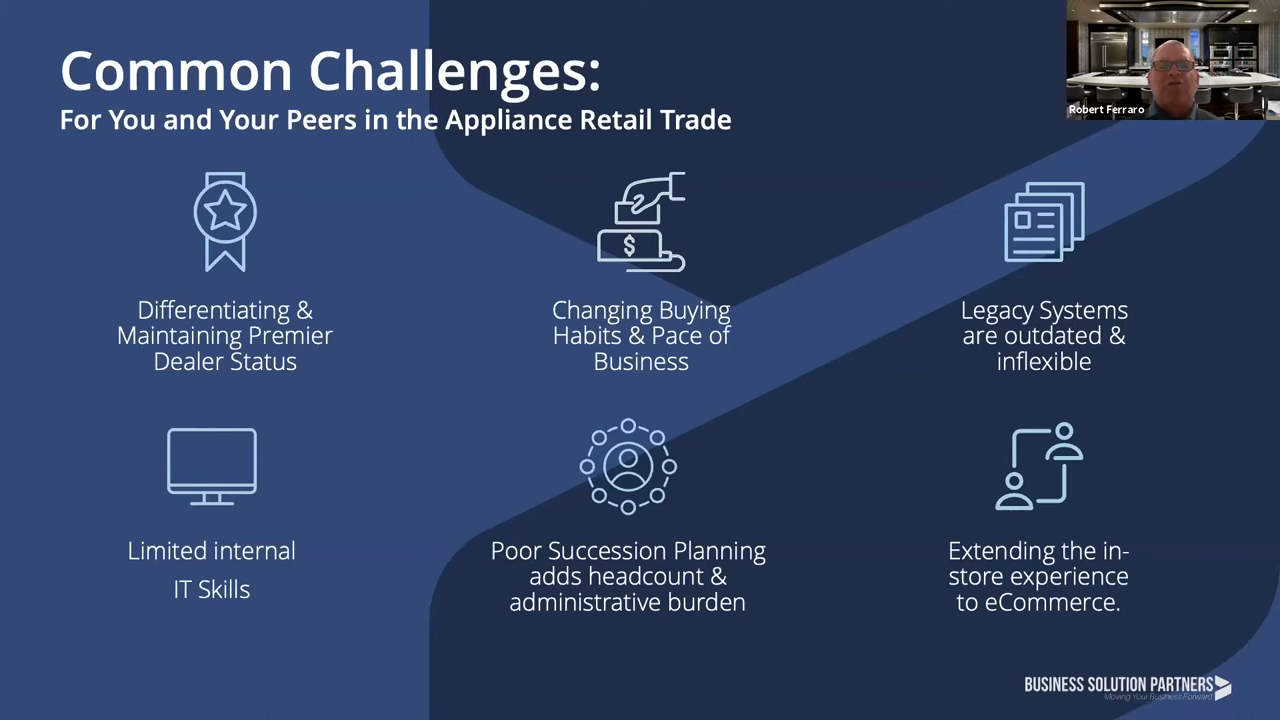 Common Challenges:
For You and Your Peers in the Appliance Retail Trade
Robert Ferraro
$
Differentiating &
Maintaining Premier
Dealer Status
Changing Buying
Habits & Pace of
Business
Legacy Systems
are outdated &
inflexible
Limited internal
IT Skills
Poor Succession Planning
adds headcount &
administrative burden
Extending the in-
store experience
to eCommerce.
BUSINESS SOLUTION PARTNERS
Moving Your Business Forward